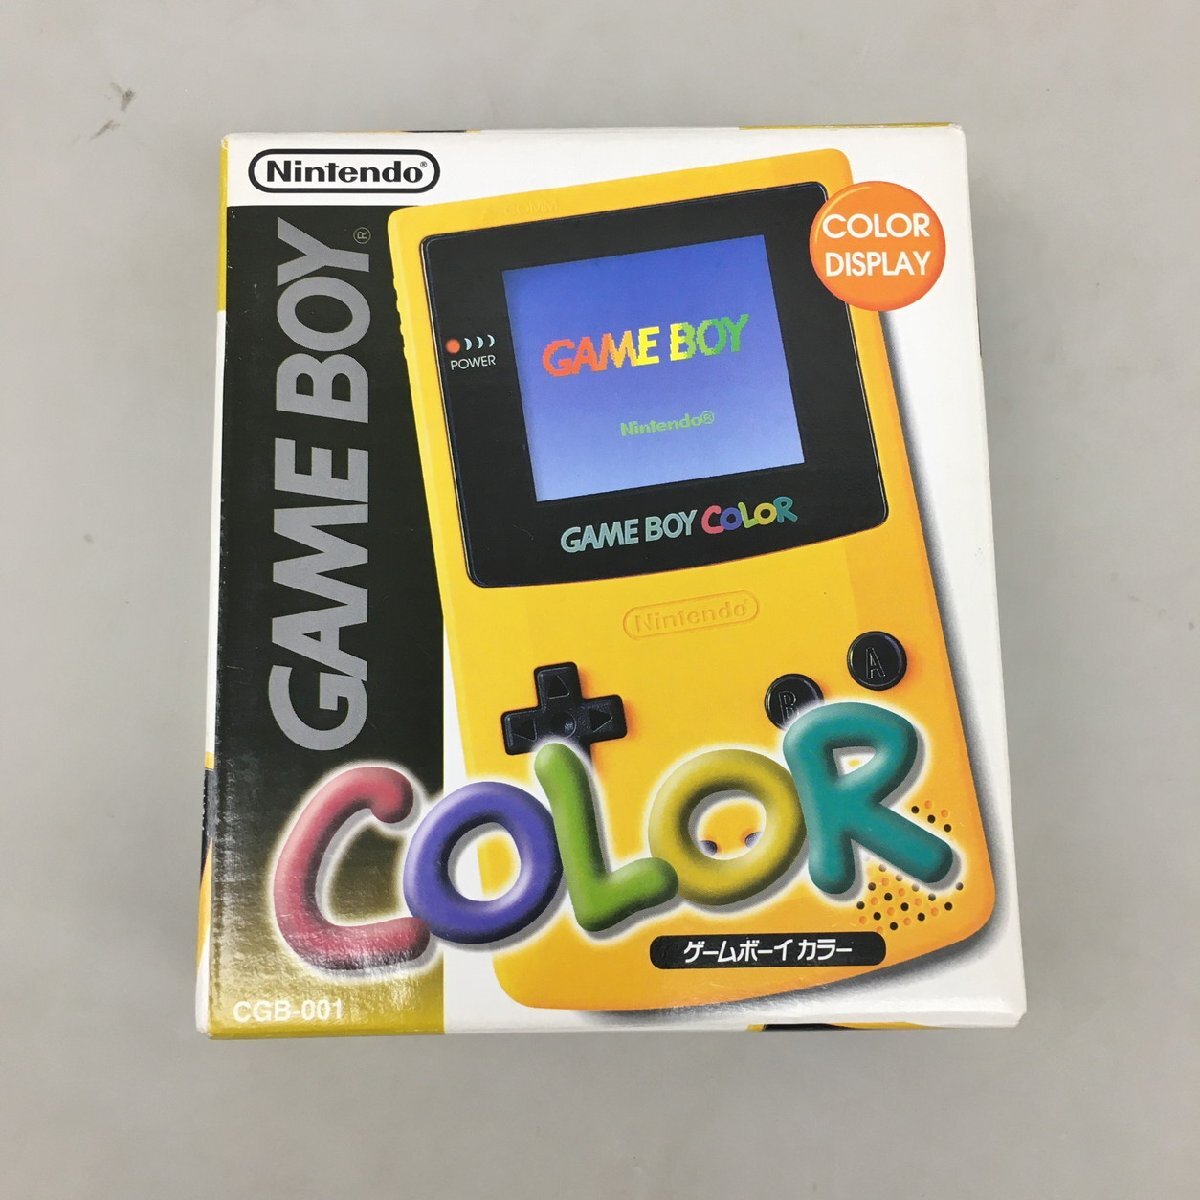 Nintendo®
GAME BOY®
COLOR
DISPLAY
COMM.
POWER
GAME BOY
Nintendo®
GAME BOY COLOR
Nintendo®
A
B
COLOR
ゲームボーイ カラー
CGB-001